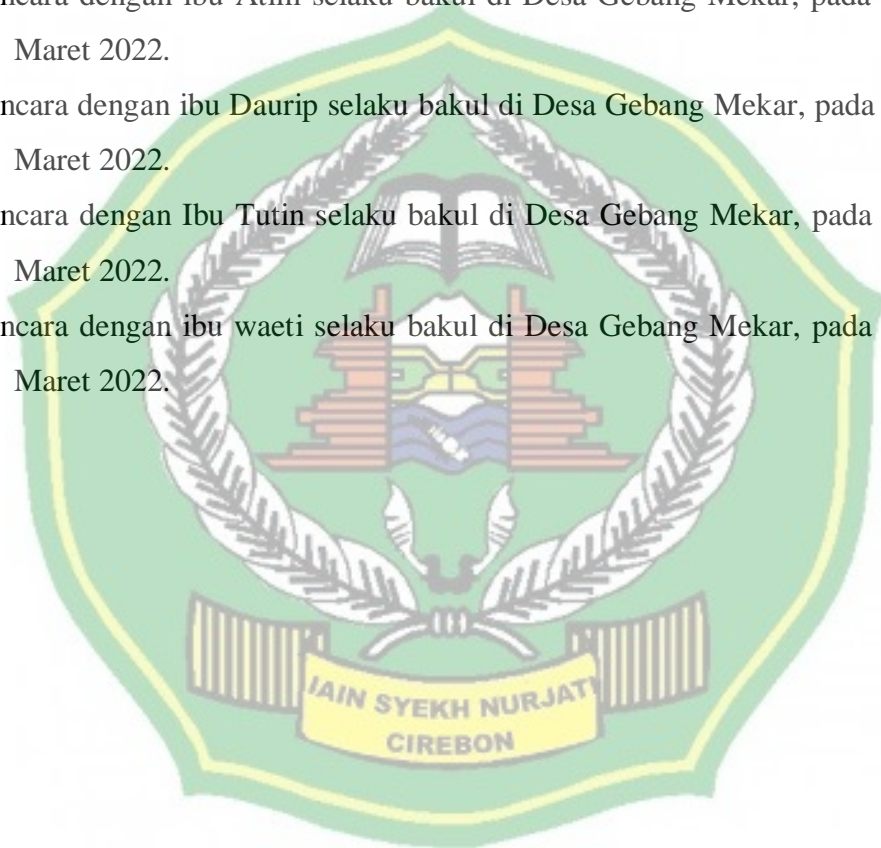 ncara dengan ibu Atim selaku bakul di Desa Gebang Mekar, pada
Maret 2022.
ncara dengan ibu Daurip selaku bakul di Desa Gebang Mekar, pada
Maret 2022.
ncara dengan Ibu Tutin selaku bakul di Desa Gebang Mekar, pada
Maret 2022.
ncara dengan ibu waeti selaku bakul di Desa Gebang Mekar, pada
Maret 2022.
IAIN SYEKH NURJATI
CIREBON